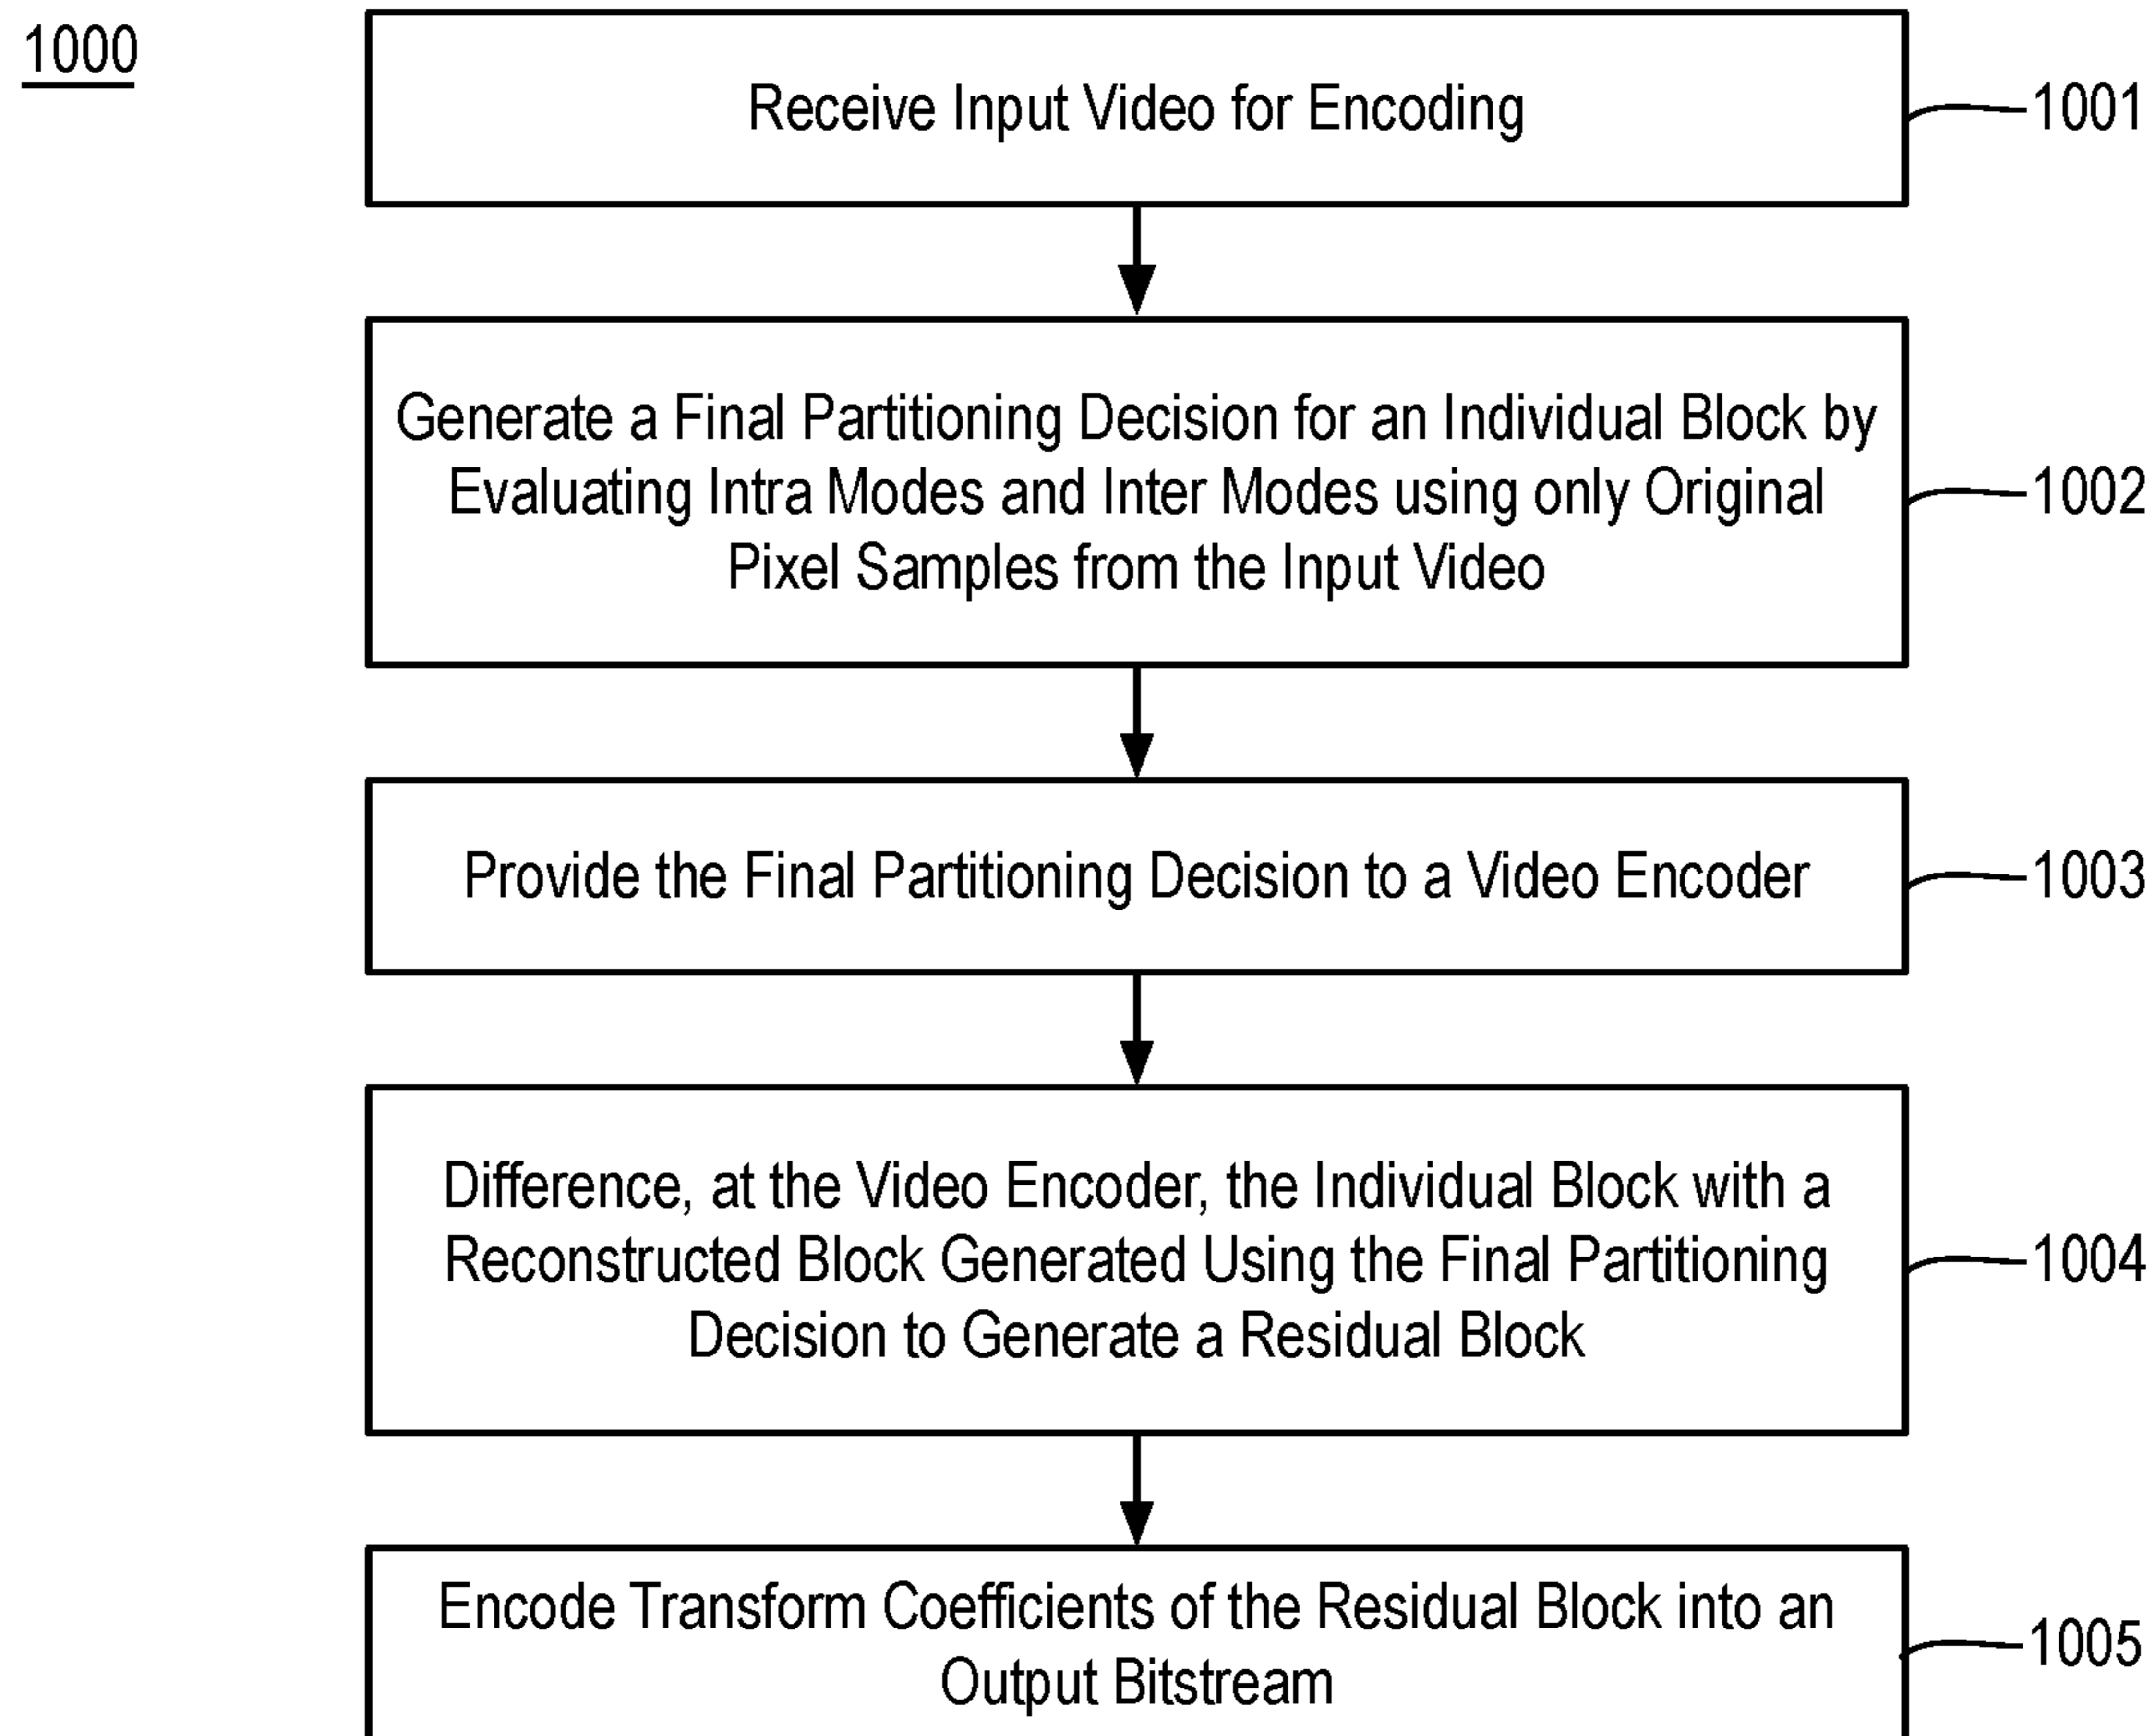 1000
Receive Input Video for Encoding
1001
Generate a Final Partitioning Decision for an Individual Block by
Evaluating Intra Modes and Inter Modes using only Original
Pixel Samples from the Input Video
1002
Provide the Final Partitioning Decision to a Video Encoder
1003
Difference, at the Video Encoder, the Individual Block with a
Reconstructed Block Generated Using the Final Partitioning
Decision to Generate a Residual Block
1004
Encode Transform Coefficients of the Residual Block into an
Output Bitstream
1005